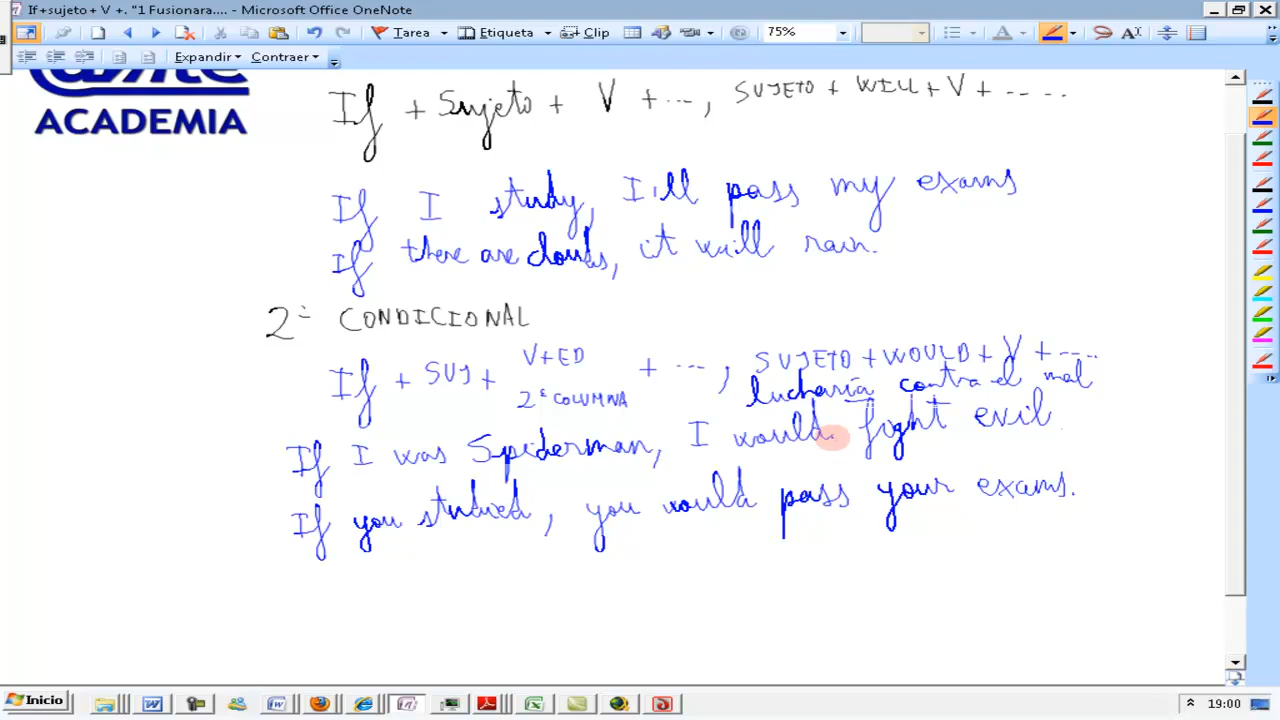 If+sujeto+ V +. "1 Fusionara.... - Microsoft Office OneNote
Tarea Etiqueta Clip 75%
Expandir Contraer
ACADEMIA
If + Sujeto + V + ..., SUJETO + WILL + V + .....
If I study, I'll pass my exams
If there are clouds, it will rain.
2º CONDICIONAL
If + SUJ + V+ED + ..., SUJETO + WOULD + V + ....
2ª COLUMNA
lucharía contra el mal
If I was Spiderman, I would fight evil
If you studied, you would pass your exams.
Inicio 19:00